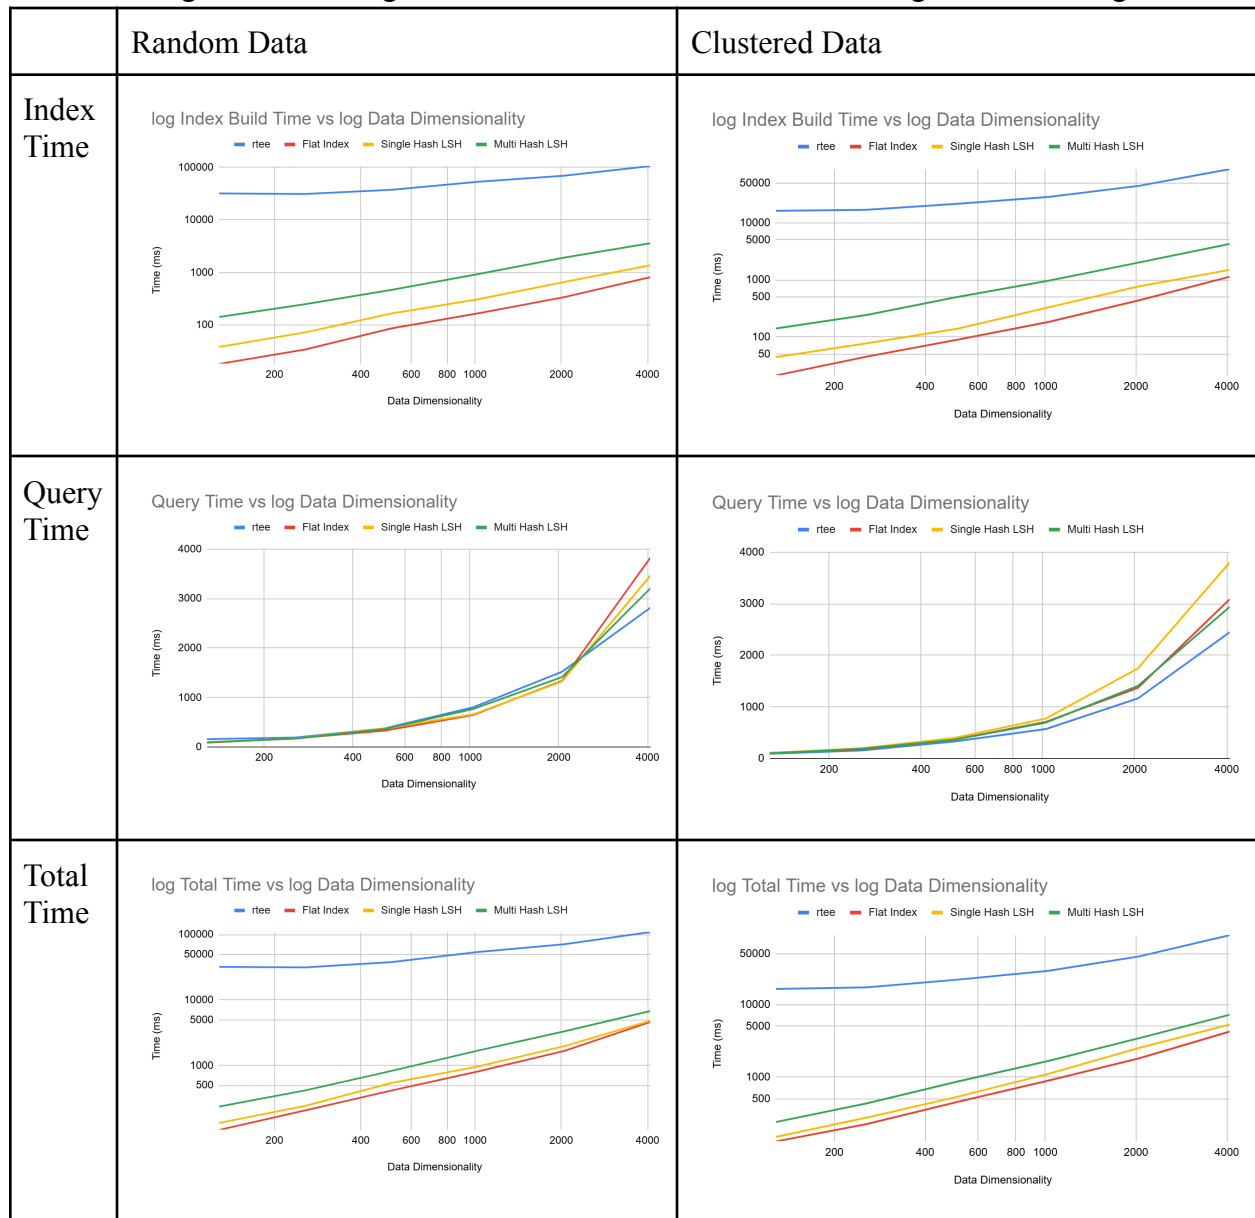 Random Data
Clustered Data
Index
Time
log Index Build Time vs log Data Dimensionality
rtee Flat Index Single Hash LSH Multi Hash LSH
100000
10000
1000
100
Time (ms)
200 400 600 800 1000 2000 4000
Data Dimensionality
log Index Build Time vs log Data Dimensionality
rtee Flat Index Single Hash LSH Multi Hash LSH
50000
10000
5000
1000
500
100
50
Time (ms)
200 400 600 800 1000 2000 4000
Data Dimensionality
Query
Time
Query Time vs log Data Dimensionality
rtee Flat Index Single Hash LSH Multi Hash LSH
4000
3000
2000
1000
0
Time (ms)
200 400 600 800 1000 2000 4000
Data Dimensionality
Query Time vs log Data Dimensionality
rtee Flat Index Single Hash LSH Multi Hash LSH
4000
3000
2000
1000
0
Time (ms)
200 400 600 800 1000 2000 4000
Data Dimensionality
Total
Time
log Total Time vs log Data Dimensionality
rtee Flat Index Single Hash LSH Multi Hash LSH
100000
50000
10000
5000
1000
500
Time (ms)
200 400 600 800 1000 2000 4000
Data Dimensionality
log Total Time vs log Data Dimensionality
rtee Flat Index Single Hash LSH Multi Hash LSH
50000
10000
5000
1000
500
Time (ms)
200 400 600 800 1000 2000 4000
Data Dimensionality